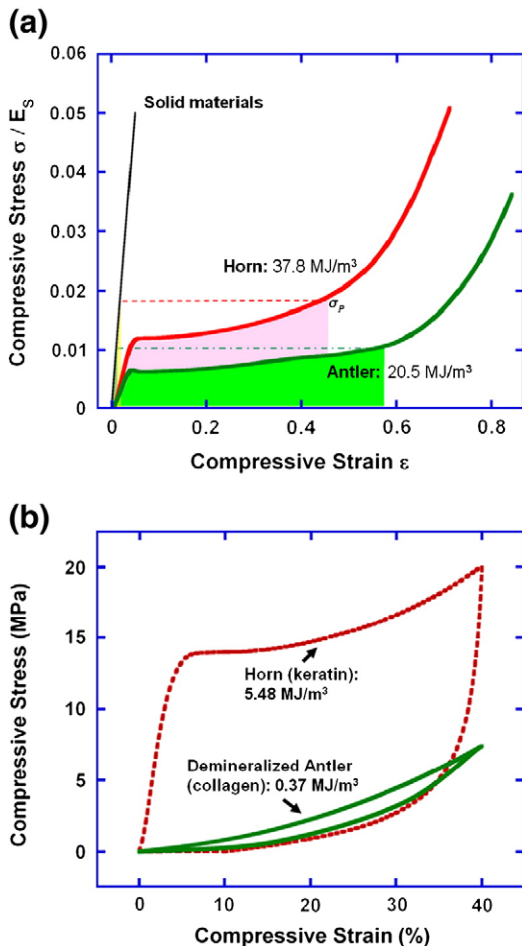 (a)
0.06
0.05
0.04
0.03
0.02
0.01
0
Compressive Stress σ / E_S
Solid materials
Horn: 37.8 MJ/m³
σ_P
Antler: 20.5 MJ/m³
0
0.2
0.4
0.6
0.8
Compressive Strain ε
(b)
20
15
10
5
0
Compressive Stress (MPa)
Horn (keratin):
5.48 MJ/m³
Demineralized Antler
(collagen): 0.37 MJ/m³
0
10
20
30
40
Compressive Strain (%)